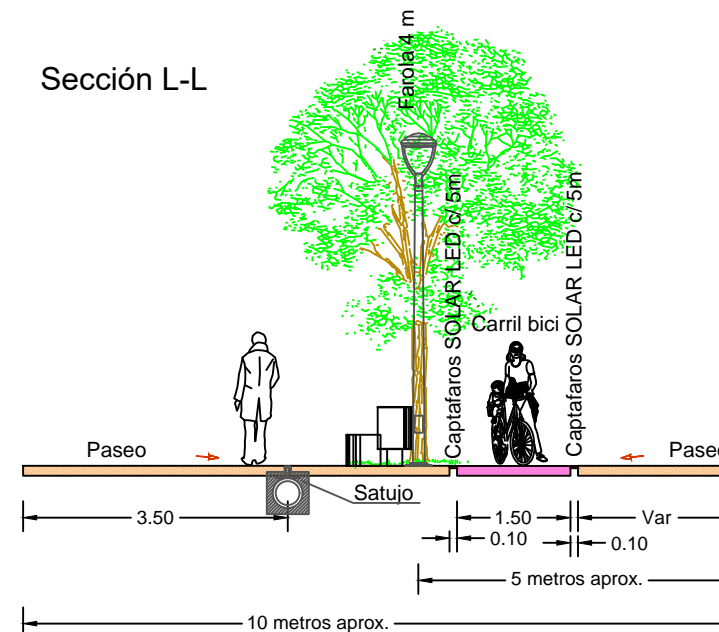 Sección L-L
Farola 4 m
Captafaros SOLAR LED c/ 5m
Captafaros SOLAR LED c/ 5m
Carril bici
Paseo
Paseo
Satujo
3.50
1.50
Var
0.10
0.10
5 metros aprox.
10 metros aprox.